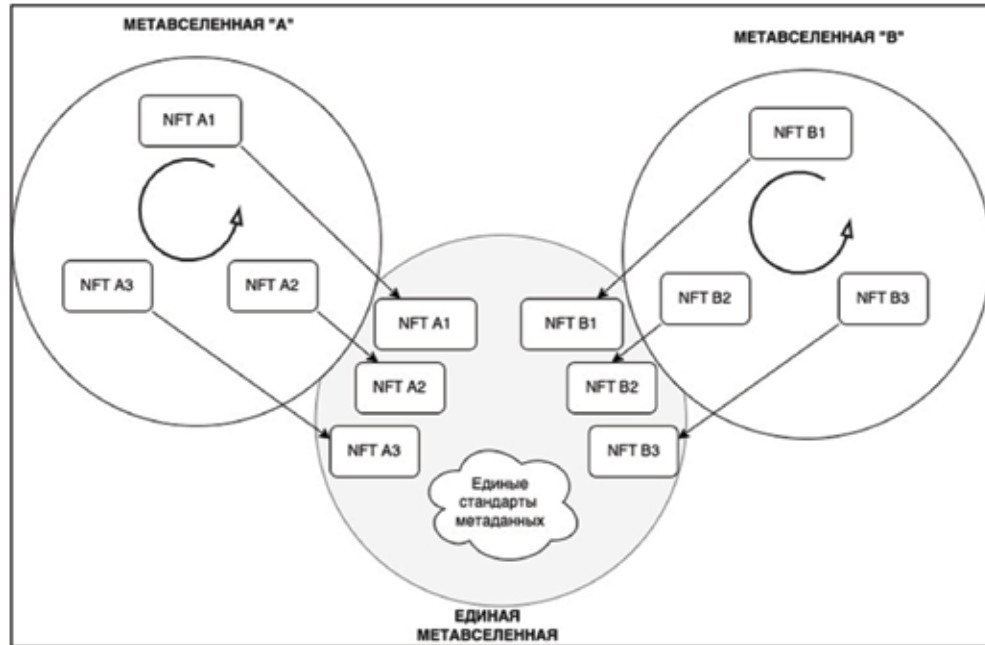 МЕТАВСЕЛЕННАЯ "А"
МЕТАВСЕЛЕННАЯ "В"
NFT A1
NFT B1
NFT A3
NFT A2
NFT B2
NFT B3
NFT A1
NFT B1
NFT A2
NFT B2
NFT A3
NFT B3
Единые
стандарты
метаданных
ЕДИНАЯ
МЕТАВСЕЛЕННАЯ